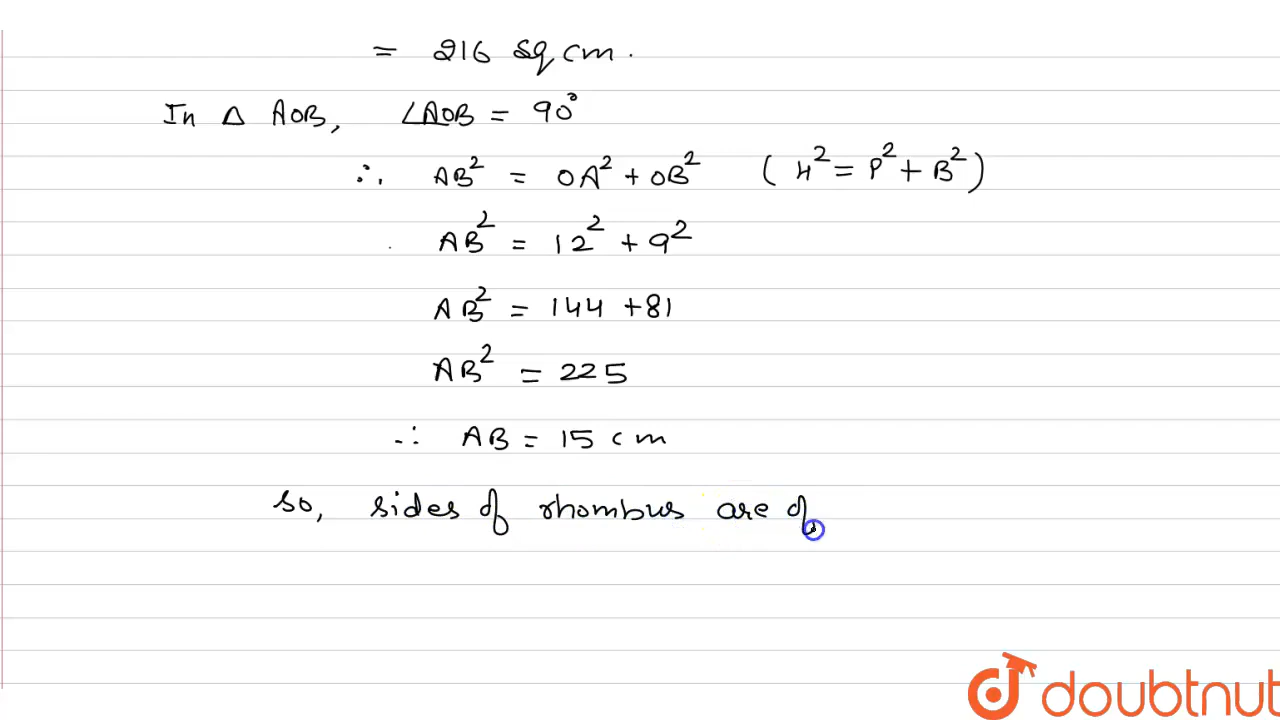 = 216 sq cm.
In Δ AOB, ∠AOB = 90°
∴ AB² = OA² + OB² ( H² = P² + B² )
AB² = 12² + 9²
AB² = 144 + 81
AB² = 225
∴ AB = 15 cm
So, sides of rhombus are of
doubtnut